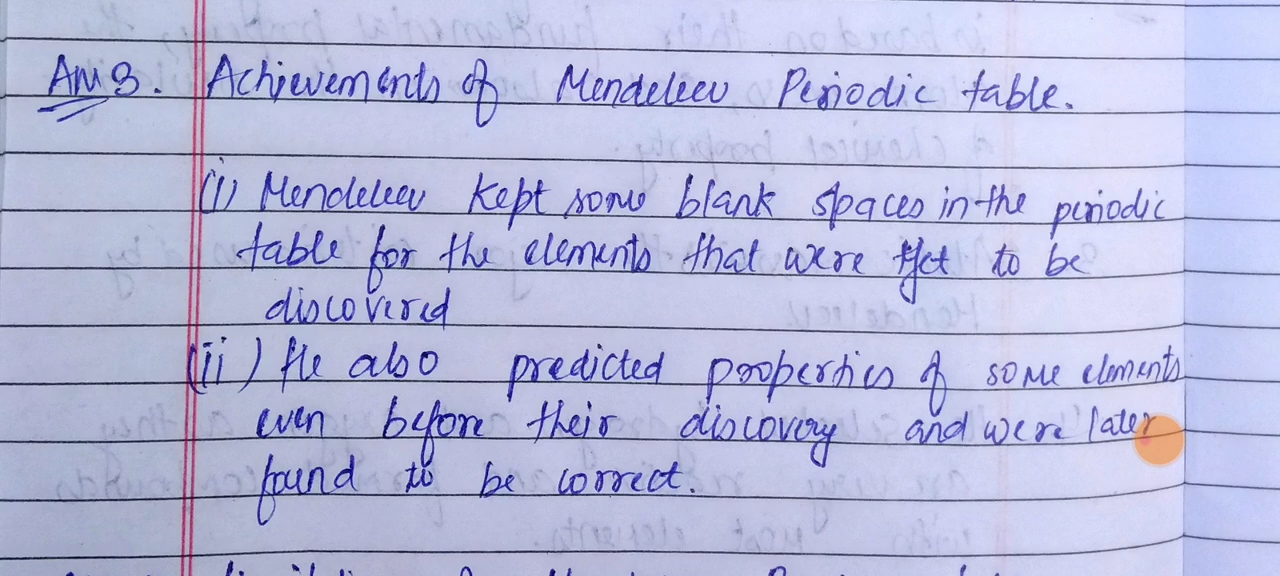 Ans 3. Achievements of Mendeleev Periodic table.
(i) Mendeleev kept some blank spaces in the periodic
table for the elements that were yet to be
discovered
(ii) He also predicted properties of some elements
even before their discovery and were later
found to be correct.